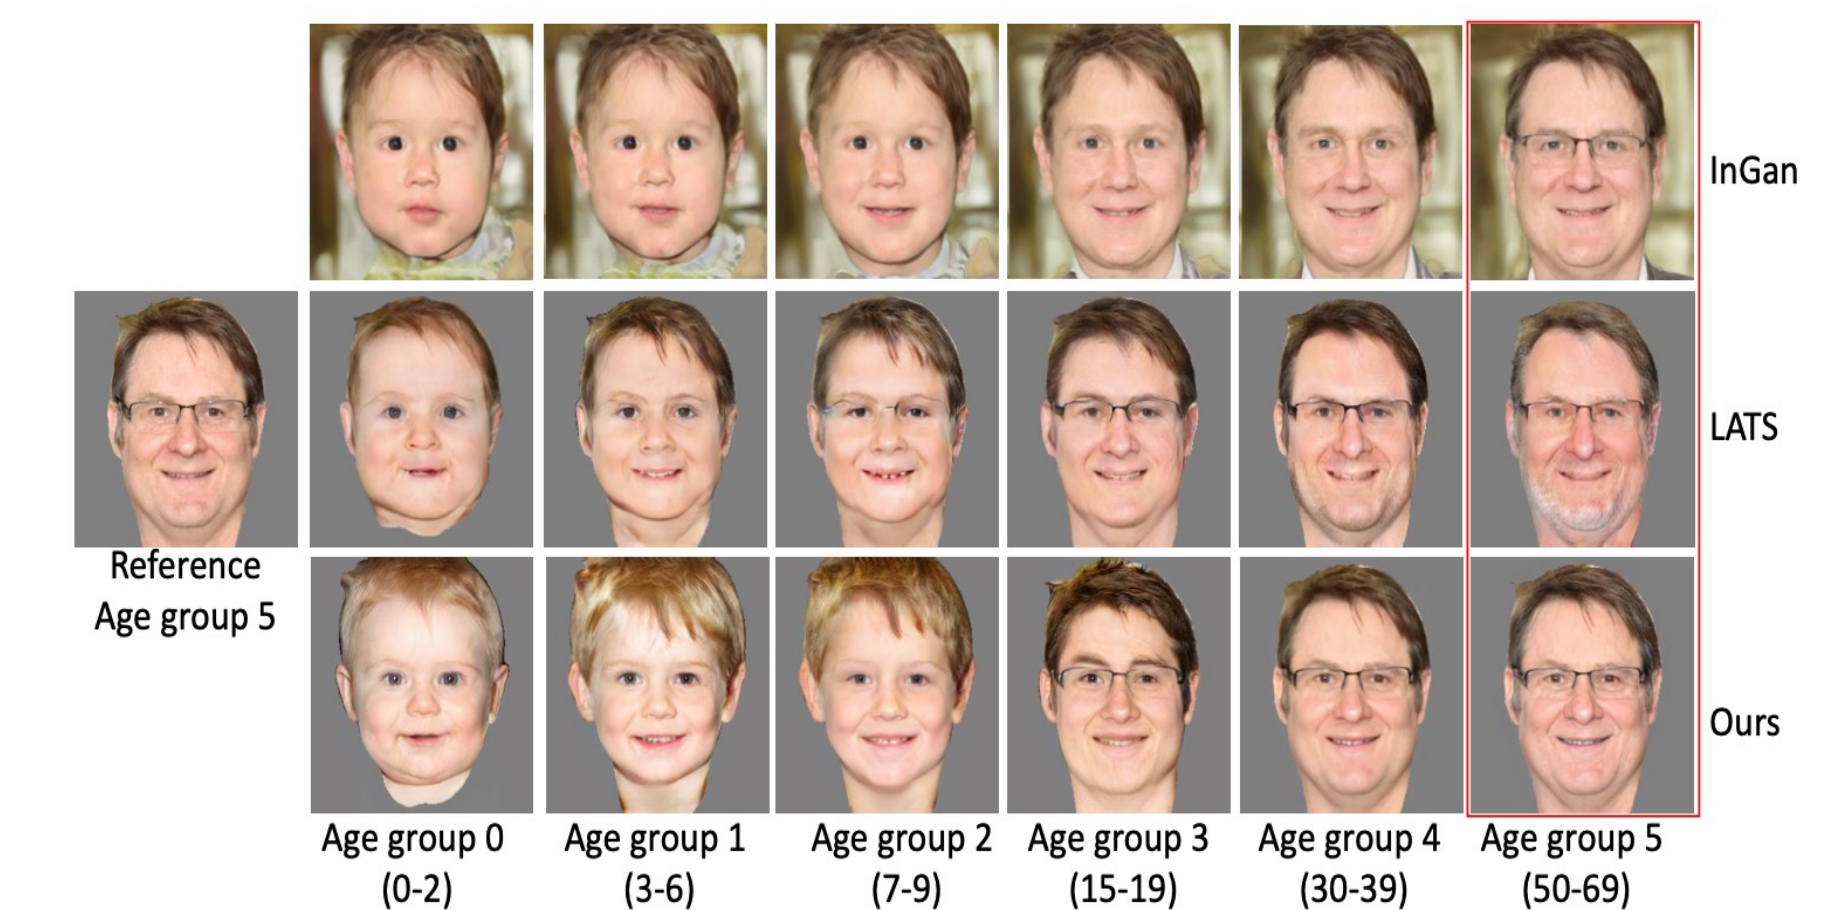 InGan
LATS
Reference
Age group 5
Ours
Age group 0
(0-2)
Age group 1
(3-6)
Age group 2
(7-9)
Age group 3
(15-19)
Age group 4
(30-39)
Age group 5
(50-69)